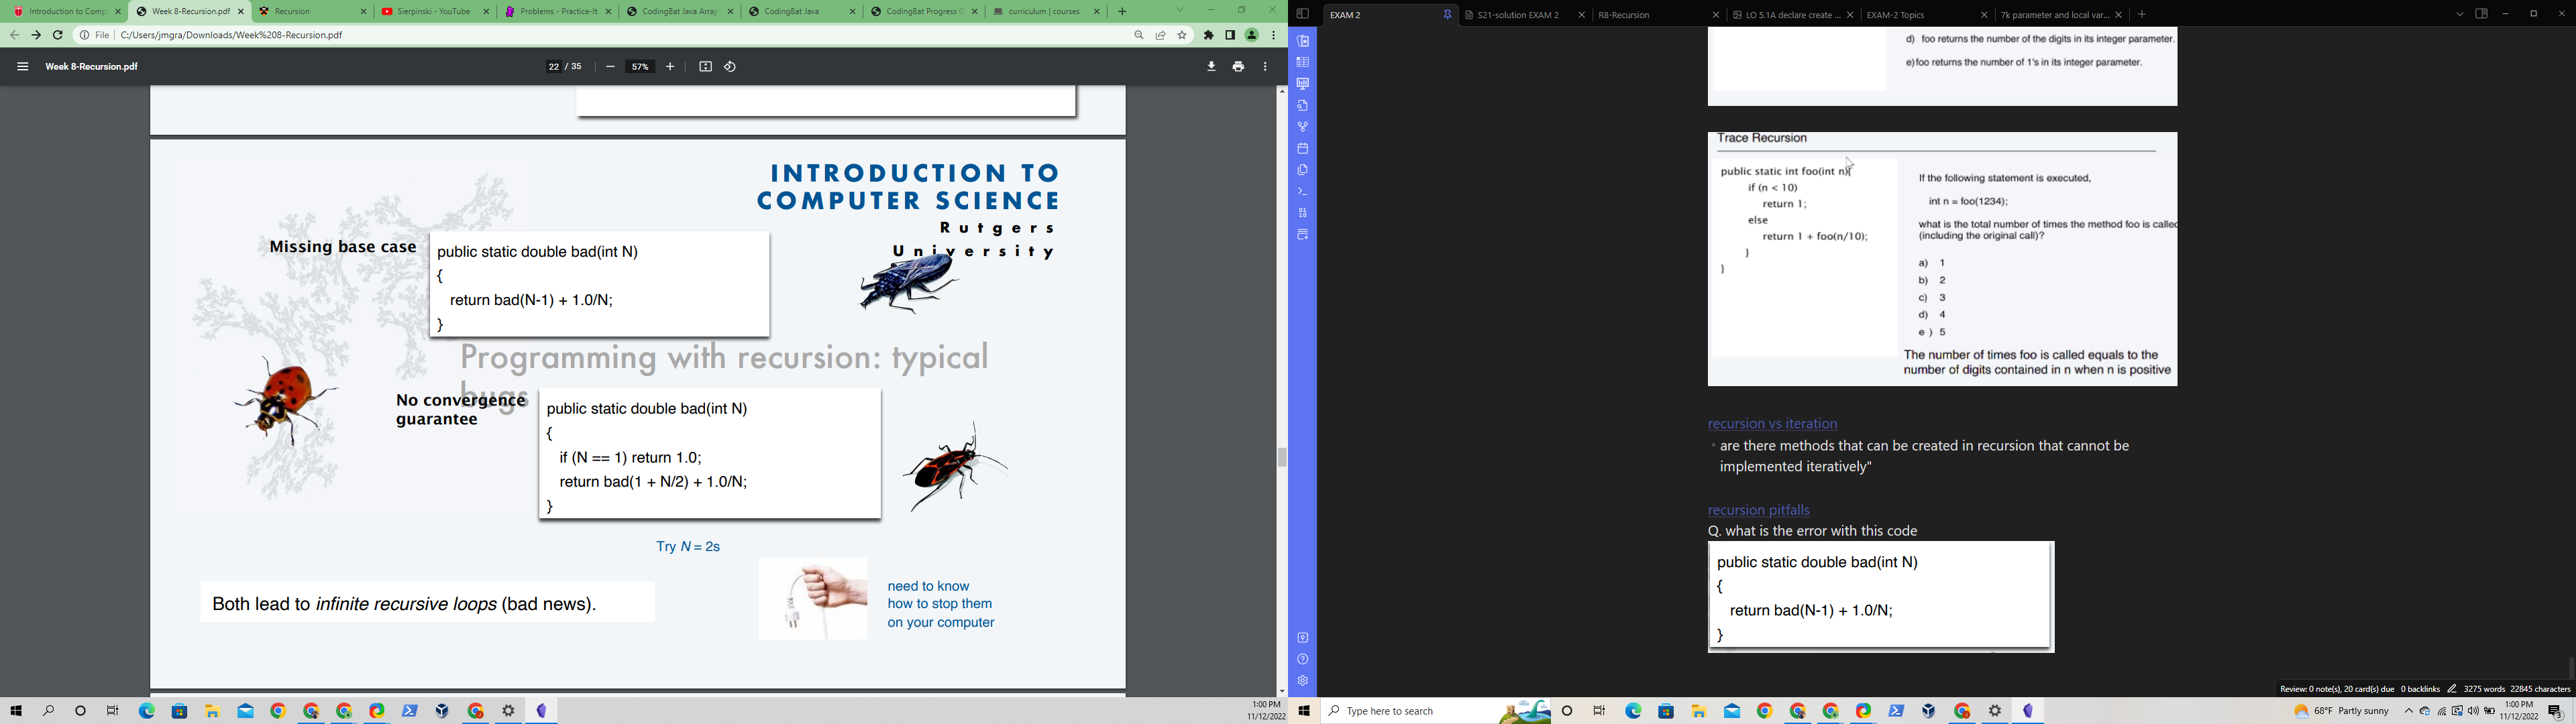 Introduction to Comp
Week 8-Recursion.pdf
Recursion
Sierpinski - YouTube
Problems - Practice-It
CodingBat Java Array-
CodingBat Java
CodingBat Progress G
curriculum | courses
File
C:/Users/jmgra/Downloads/Week%208-Recursion.pdf
Week 8-Recursion.pdf
22 / 35
57%
INTRODUCTION TO
COMPUTER SCIENCE
Rutgers
University
Missing base case
public static double bad(int N)
{
return bad(N-1) + 1.0/N;
}
Programming with recursion: typical
bugs
No convergence
guarantee
public static double bad(int N)
{
if (N == 1) return 1.0;
return bad(1 + N/2) + 1.0/N;
}
Try N = 2s
Both lead to infinite recursive loops (bad news).
need to know
how to stop them
on your computer
1:00 PM
11/12/2022
EXAM 2
S21-solution EXAM 2
R8-Recursion
LO 5.1A declare create ...
EXAM-2 Topics
7k parameter and local var...
d) foo returns the number of the digits in its integer parameter.
e) foo returns the number of 1's in its integer parameter.
Trace Recursion
public static int foo(int n){
if (n < 10)
return 1;
else
return 1 + foo(n/10);
}
}
If the following statement is executed,
int n = foo(1234);
what is the total number of times the method foo is called
(including the original call)?
a) 1
b) 2
c) 3
d) 4
e ) 5
The number of times foo is called equals to the
number of digits contained in n when n is positive
recursion vs iteration
are there methods that can be created in recursion that cannot be
implemented iteratively"
recursion pitfalls
Q. what is the error with this code
public static double bad(int N)
{
return bad(N-1) + 1.0/N;
}
Review: 0 note(s), 20 card(s) due
0 backlinks
3275 words
22845 characters
Type here to search
68°F Partly sunny
1:00 PM
11/12/2022